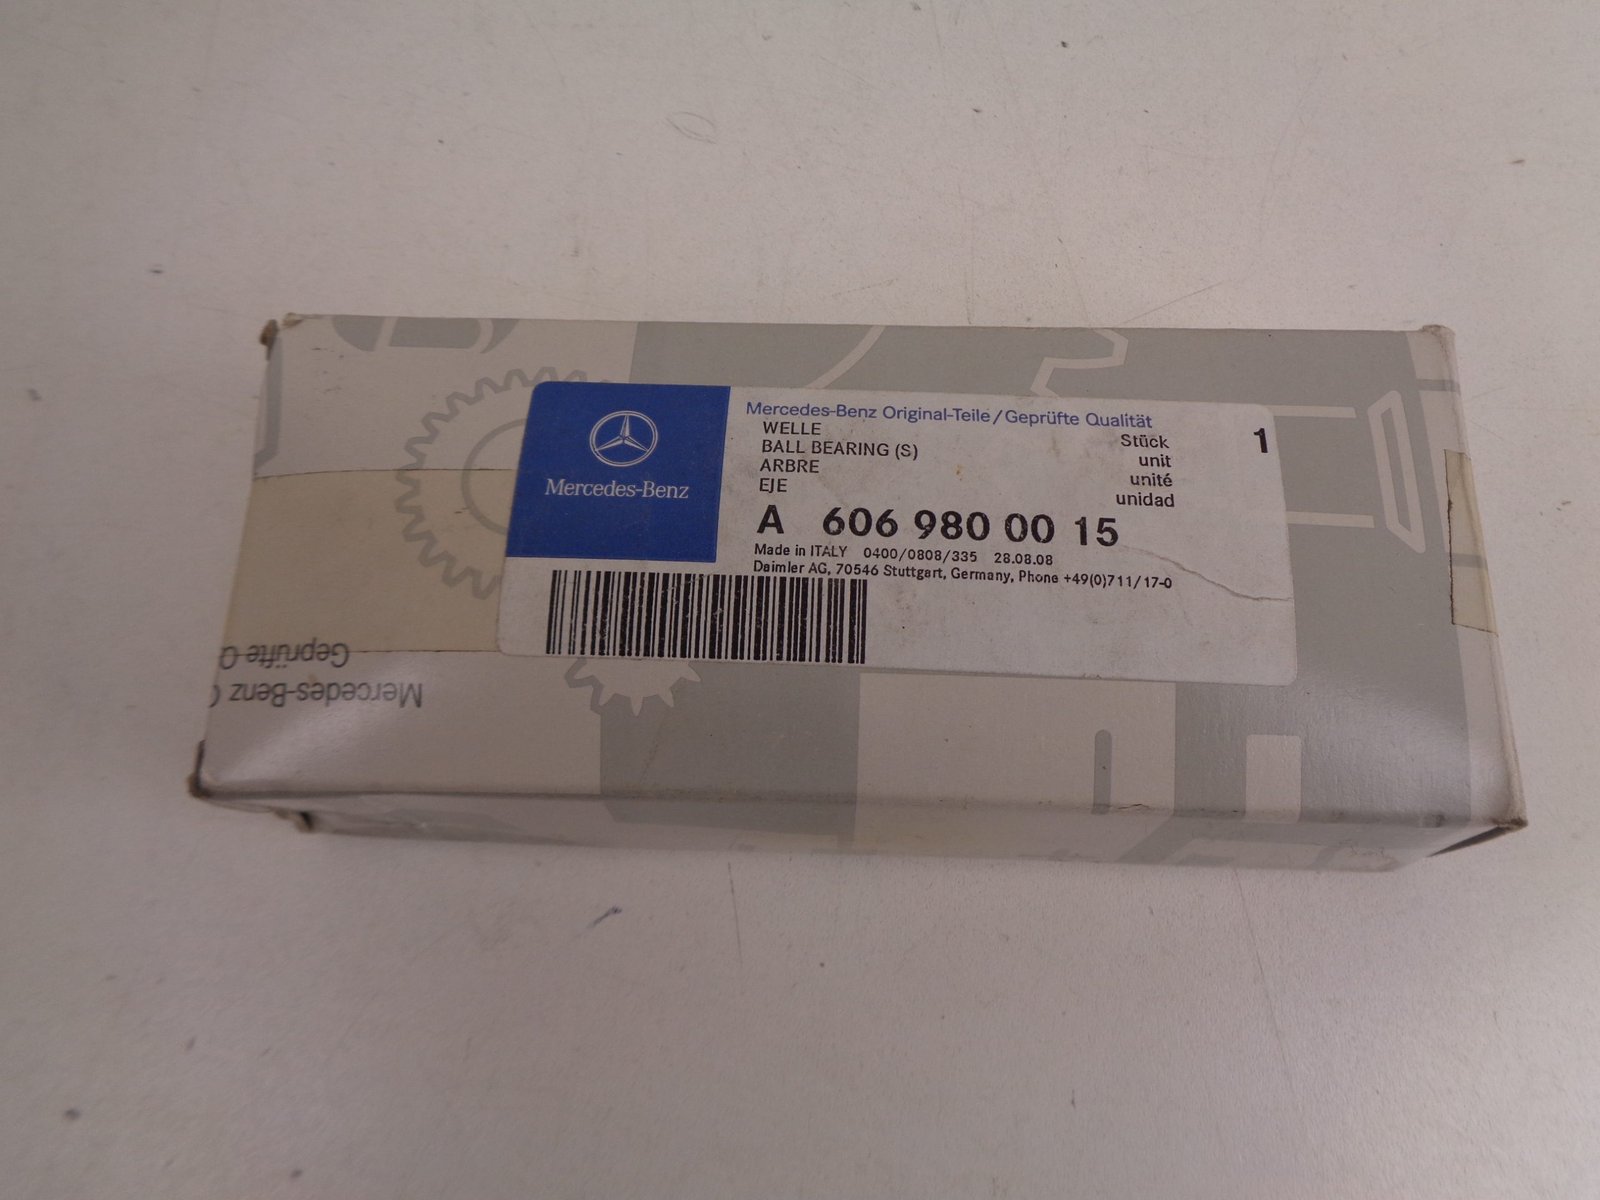 Mercedes-Benz
Mercedes-Benz Original-Teile/Geprüfte Qualität
WELLE
BALL BEARING (S)
ARBRE
EJE
Stück
unit
unité
unidad
1
A 606 980 00 15
Made in ITALY 0400/0808/335 28.08.08
Daimler AG, 70546 Stuttgart, Germany, Phone +49(0)711/17-0
Mercedes-Benz
Geprüfte Q